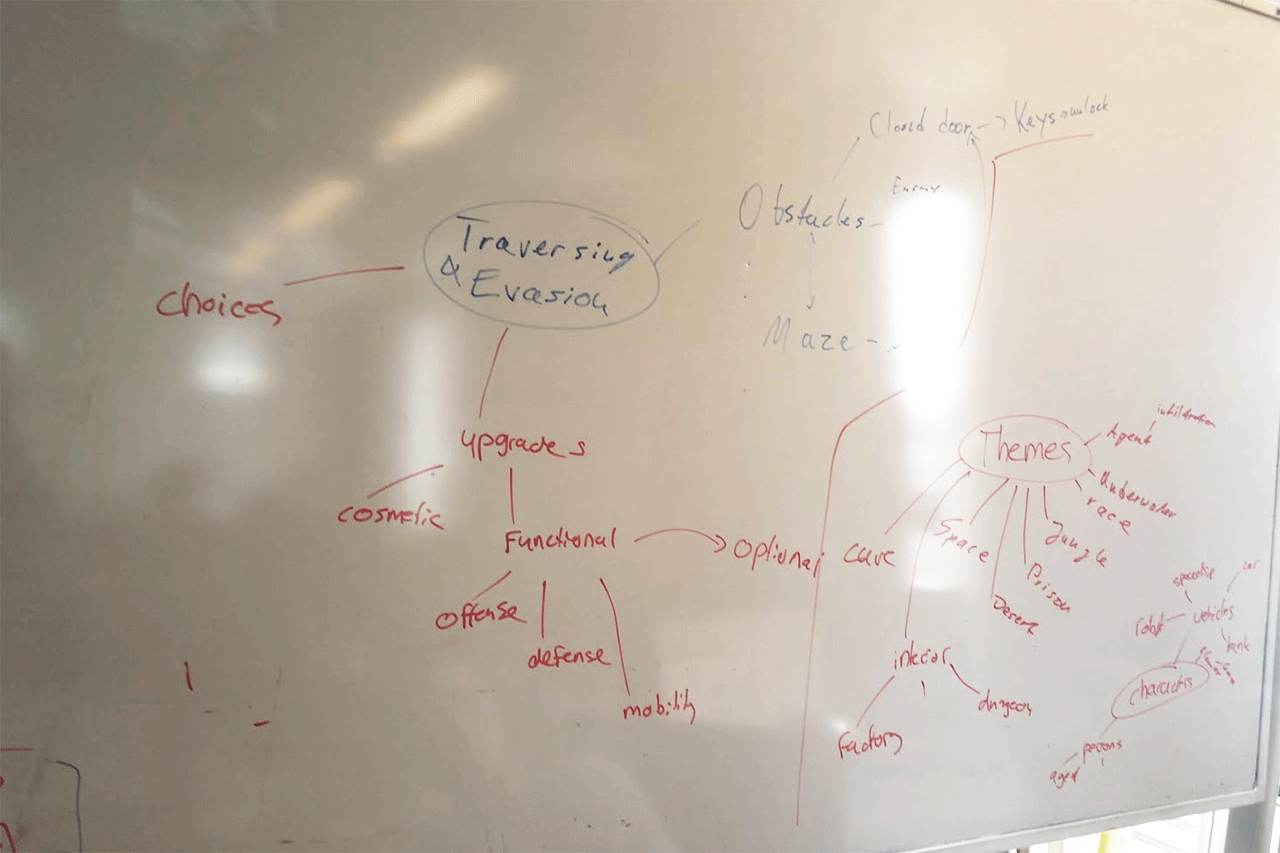 Closed door -> Keys -> unlock
Enemy
Obstacles
Traversing
& Evasion
Choices
Maze
Themes
Agent
infiltration
Underwater
race
Jungle
Prison
Desert
Space
cave
upgrades
cosmetic
Functional
Optional
Offense
defense
mobility
interior
factory
dungeon
spaceship
car
vehicles
robot
tank
characters
persons
agent